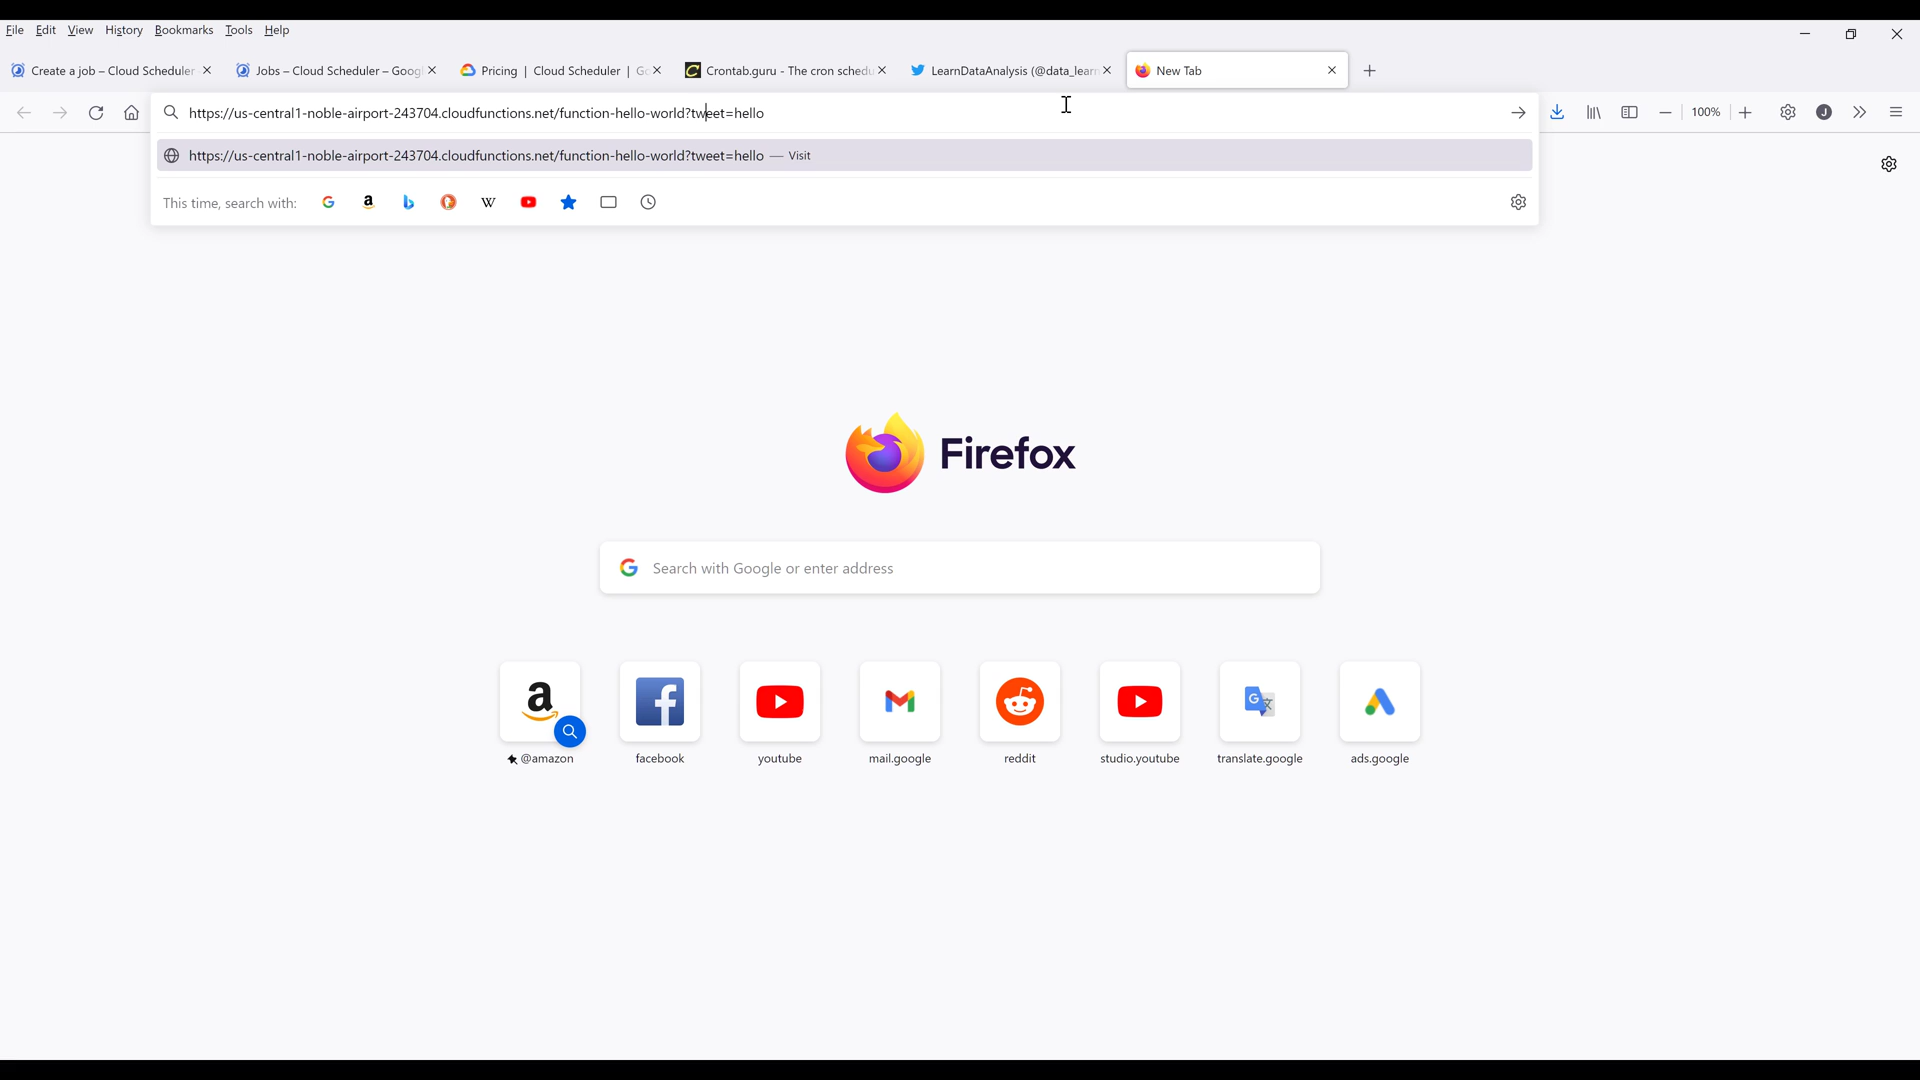 File Edit View History Bookmarks Tools Help
Create a job – Cloud Scheduler
Jobs – Cloud Scheduler – Goog
Pricing | Cloud Scheduler | Go
Crontab.guru - The cron schedu
LearnDataAnalysis (@data_learn
New Tab
https://us-central1-noble-airport-243704.cloudfunctions.net/function-hello-world?tweet=hello
100%
J
https://us-central1-noble-airport-243704.cloudfunctions.net/function-hello-world?tweet=hello — Visit
This time, search with:
Firefox
Search with Google or enter address
@amazon
facebook
youtube
mail.google
reddit
studio.youtube
translate.google
ads.google